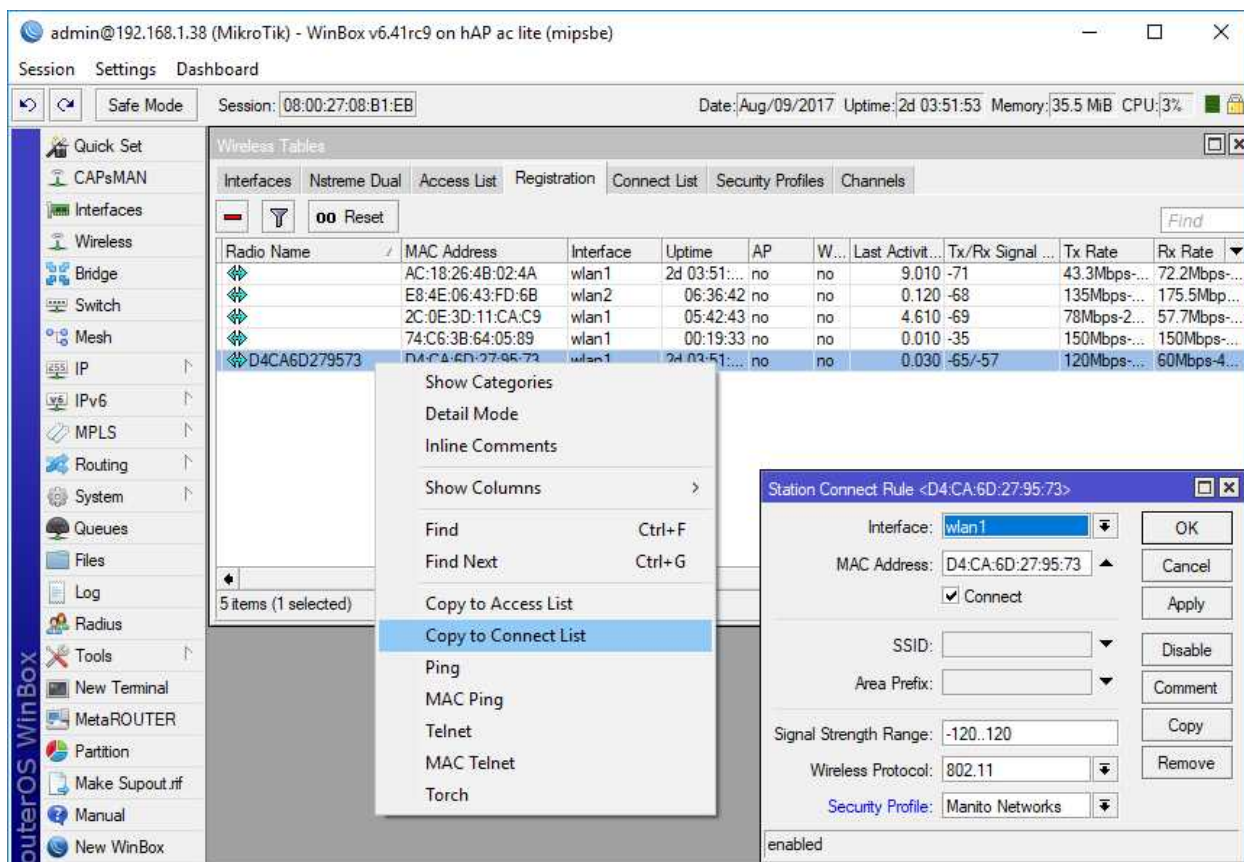 admin@192.168.1.38 (MikroTik) - WinBox v6.41rc9 on hAP ac lite (mipsbe)
Session Settings Dashboard
Safe Mode Session: 08:00:27:08:B1:EB Date: Aug/09/2017 Uptime: 2d 03:51:53 Memory: 35.5 MiB CPU: 3%
RouterOS WinBox
Quick Set
CAPsMAN
Interfaces
Wireless
Bridge
Switch
Mesh
IP
IPv6
MPLS
Routing
System
Queues
Files
Log
Radius
Tools
New Terminal
MetaROUTER
Partition
Make Supout.rif
Manual
New WinBox
Wireless Tables
Interfaces Nstreme Dual Access List Registration Connect List Security Profiles Channels
00 Reset Find
Radio Name MAC Address Interface Uptime AP W... Last Activit... Tx/Rx Signal ... Tx Rate Rx Rate
AC:18:26:4B:02:4A wlan1 2d 03:51:... no no 9.010 -71 43.3Mbps-... 72.2Mbps-...
E8:4E:06:43:FD:6B wlan2 06:36:42 no no 0.120 -68 135Mbps-... 175.5Mbp...
2C:0E:3D:11:CA:C9 wlan1 05:42:43 no no 4.610 -69 78Mbps-2... 57.7Mbps-...
74:C6:3B:64:05:89 wlan1 00:19:33 no no 0.010 -35 150Mbps-... 150Mbps-...
D4CA6D279573 D4:CA:6D:27:95:73 wlan1 2d 03:51:... no no 0.030 -65/-57 120Mbps-... 60Mbps-4...
5 items (1 selected)
Show Categories
Detail Mode
Inline Comments
Show Columns
Find Ctrl+F
Find Next Ctrl+G
Copy to Access List
Copy to Connect List
Ping
MAC Ping
Telnet
MAC Telnet
Torch
Station Connect Rule <D4:CA:6D:27:95:73>
Interface: wlan1 OK
MAC Address: D4:CA:6D:27:95:73 Cancel
Connect Apply
SSID: Disable
Area Prefix: Comment
Signal Strength Range: -120..120 Copy
Wireless Protocol: 802.11 Remove
Security Profile: Manito Networks
enabled